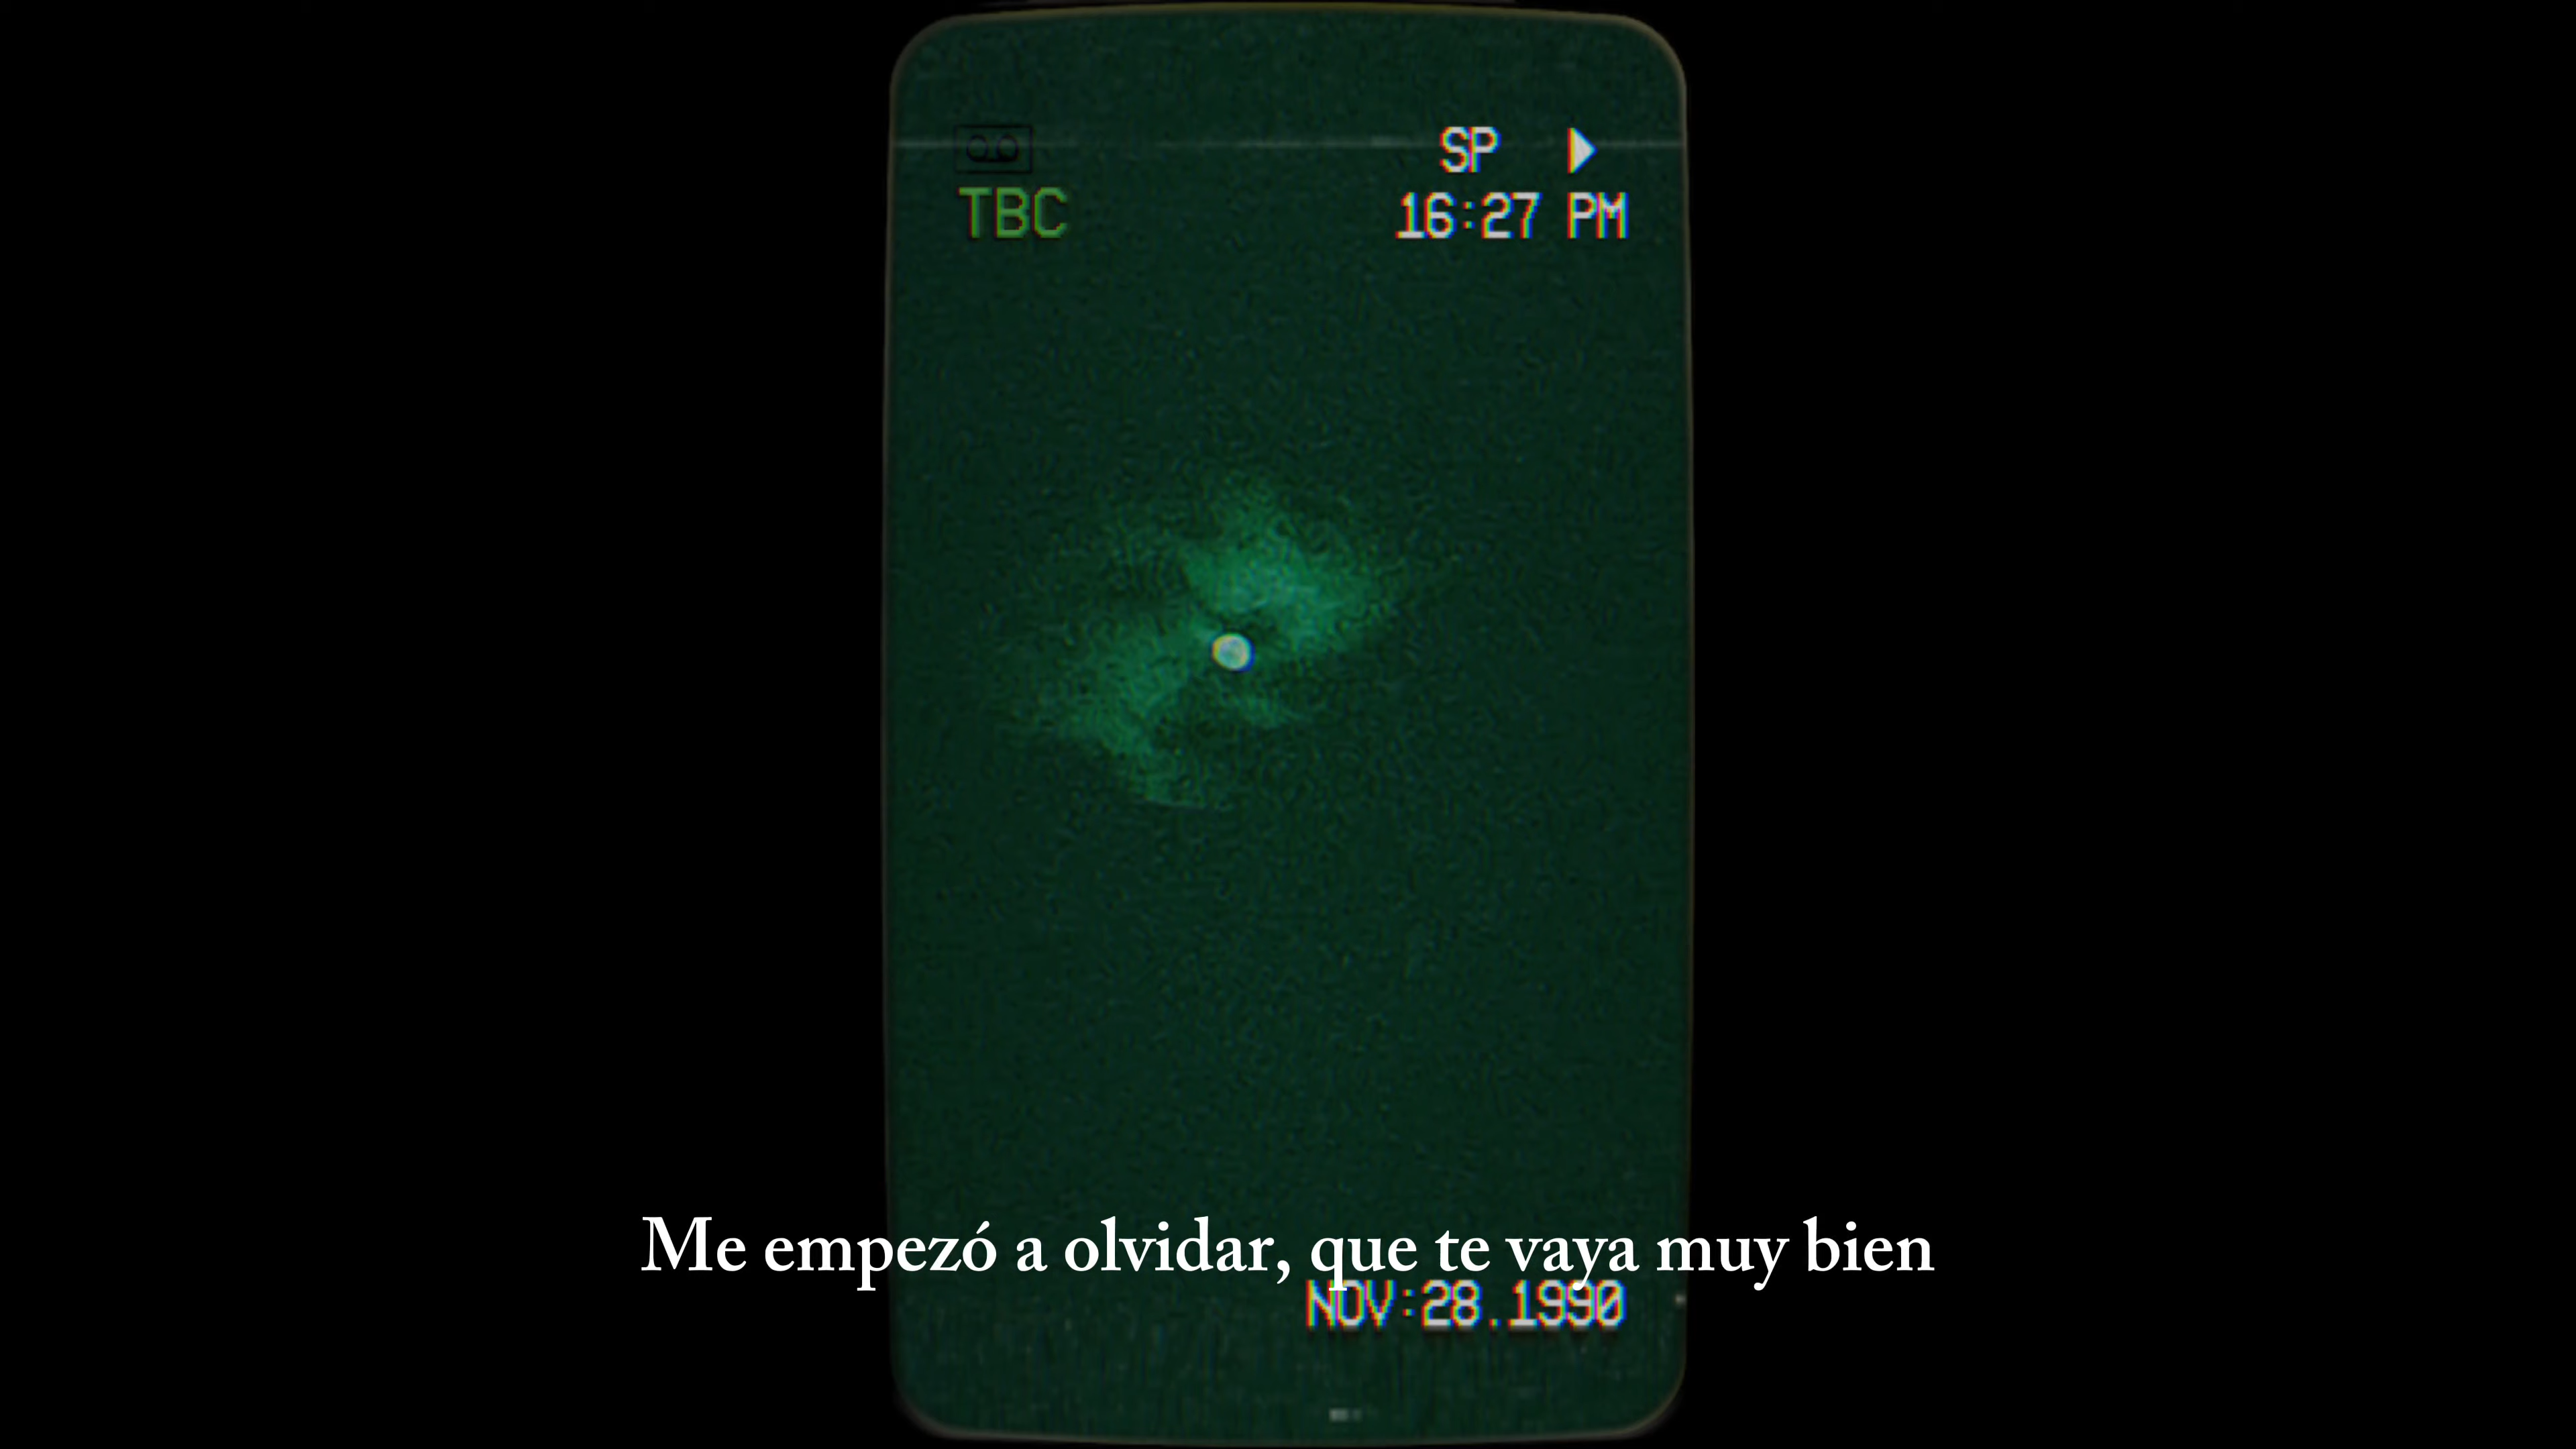 SP
TBC
16:27 PM
Me empezó a olvidar, que te vaya muy bien
NOV:28.1990